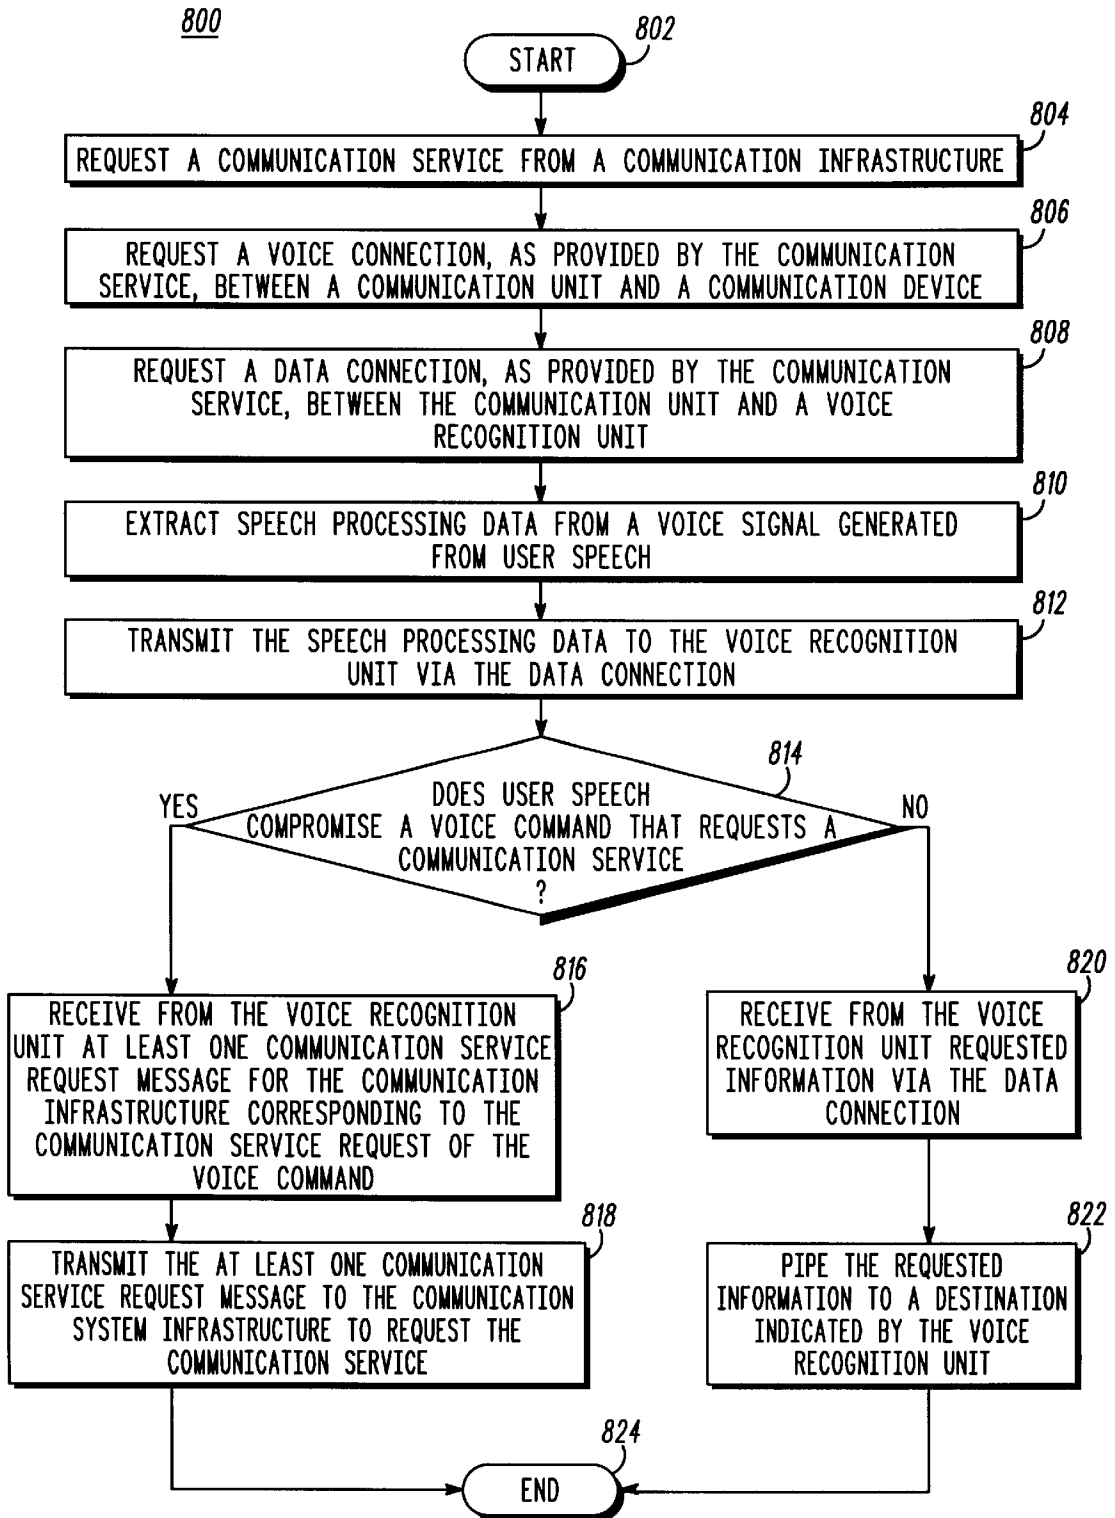 800
802
START
804
REQUEST A COMMUNICATION SERVICE FROM A COMMUNICATION INFRASTRUCTURE
806
REQUEST A VOICE CONNECTION, AS PROVIDED BY THE COMMUNICATION
SERVICE, BETWEEN A COMMUNICATION UNIT AND A COMMUNICATION DEVICE
808
REQUEST A DATA CONNECTION, AS PROVIDED BY THE COMMUNICATION
SERVICE, BETWEEN THE COMMUNICATION UNIT AND A VOICE
RECOGNITION UNIT
810
EXTRACT SPEECH PROCESSING DATA FROM A VOICE SIGNAL GENERATED
FROM USER SPEECH
812
TRANSMIT THE SPEECH PROCESSING DATA TO THE VOICE RECOGNITION
UNIT VIA THE DATA CONNECTION
814
YES
NO
DOES USER SPEECH
COMPROMISE A VOICE COMMAND THAT REQUESTS A
COMMUNICATION SERVICE
?
816
RECEIVE FROM THE VOICE RECOGNITION
UNIT AT LEAST ONE COMMUNICATION SERVICE
REQUEST MESSAGE FOR THE COMMUNICATION
INFRASTRUCTURE CORRESPONDING TO THE
COMMUNICATION SERVICE REQUEST OF THE
VOICE COMMAND
820
RECEIVE FROM THE VOICE
RECOGNITION UNIT REQUESTED
INFORMATION VIA THE DATA
CONNECTION
818
TRANSMIT THE AT LEAST ONE COMMUNICATION
SERVICE REQUEST MESSAGE TO THE COMMUNICATION
SYSTEM INFRASTRUCTURE TO REQUEST THE
COMMUNICATION SERVICE
822
PIPE THE REQUESTED
INFORMATION TO A DESTINATION
INDICATED BY THE VOICE
RECOGNITION UNIT
824
END